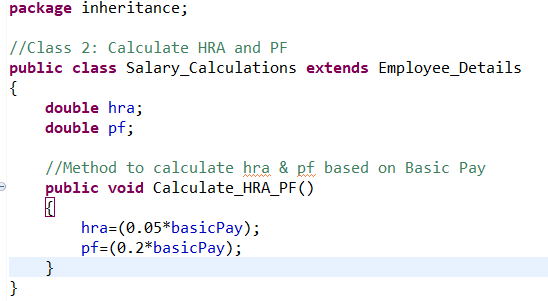 package inheritance;
//Class 2: Calculate HRA and PF
public class Salary_Calculations extends Employee_Details
{
double hra;
double pf;
//Method to calculate hra & pf based on Basic Pay
public void Calculate_HRA_PF()
{
hra=(0.05*basicPay);
pf=(0.2*basicPay);
}
}